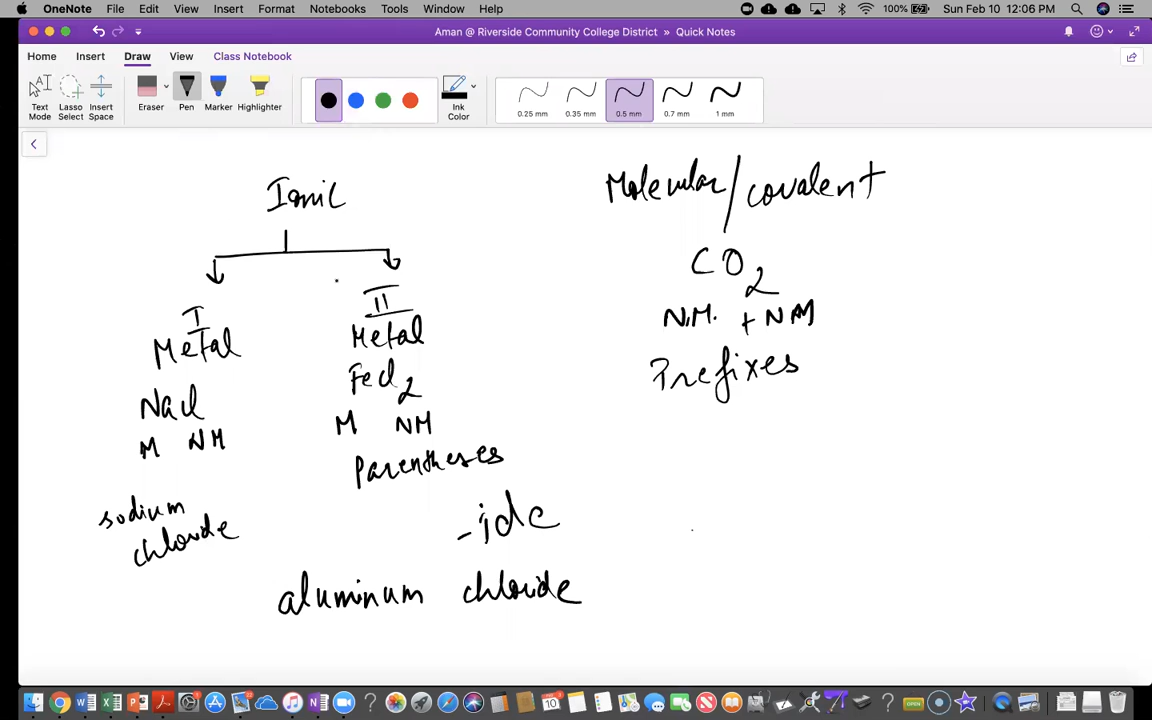 OneNote File Edit View Insert Format Notebooks Tools Window Help 100% Sun Feb 10 12:06 PM
Aman @ Riverside Community College District » Quick Notes
Home Insert Draw View Class Notebook
Text Mode
Lasso Select
Insert Space
Eraser
Pen
Marker
Highlighter
Ink Color
0.25 mm
0.35 mm
0.5 mm
0.7 mm
1 mm
Ionic
I
Metal
NaCl
M NM
sodium
chloride
II
Metal
FeCl2
M NM
Parentheses
-ide
aluminum chloride
Molecular/covalent
CO2
N.M. + NM
Prefixes